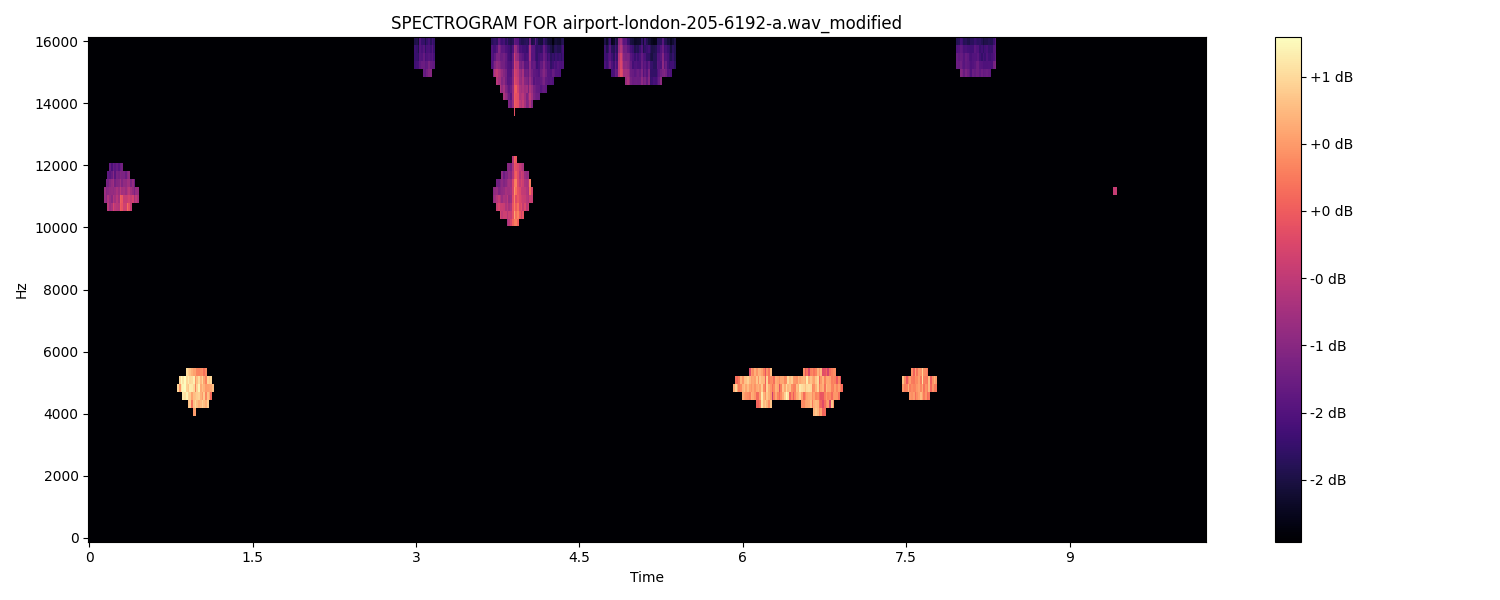 SPECTROGRAM FOR airport-london-205-6192-a.wav_modified
16000
14000
12000
10000
8000
6000
4000
2000
0
Hz
0 1.5 3 4.5 6 7.5 9
Time
+1 dB
+0 dB
+0 dB
-0 dB
-1 dB
-2 dB
-2 dB